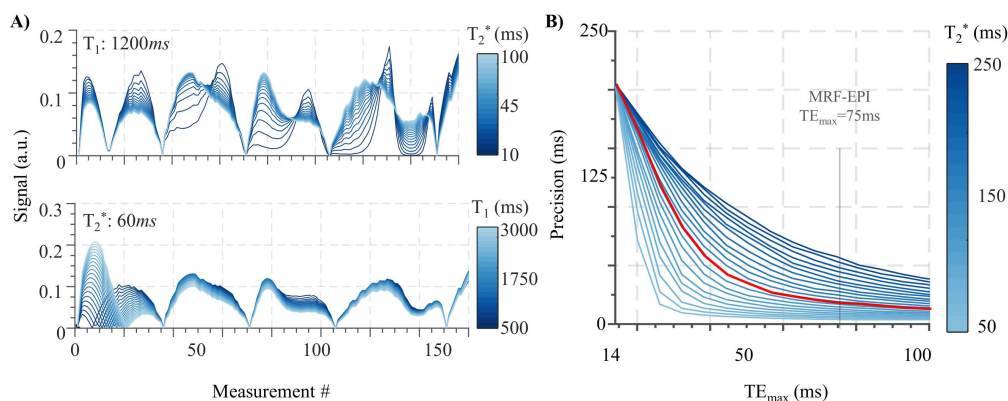 A)
T1: 1200ms
T2* (ms)
0.2
0.1
0
100
45
10
Signal (a.u.)
T2*: 60ms
T1 (ms)
0.3
0.2
0.1
0
3000
1750
500
0 50 100 150
Measurement #
B)
T2* (ms)
250
125
0
Precision (ms)
MRF-EPI
TEmax=75ms
250
150
50
14 50 100
TEmax (ms)